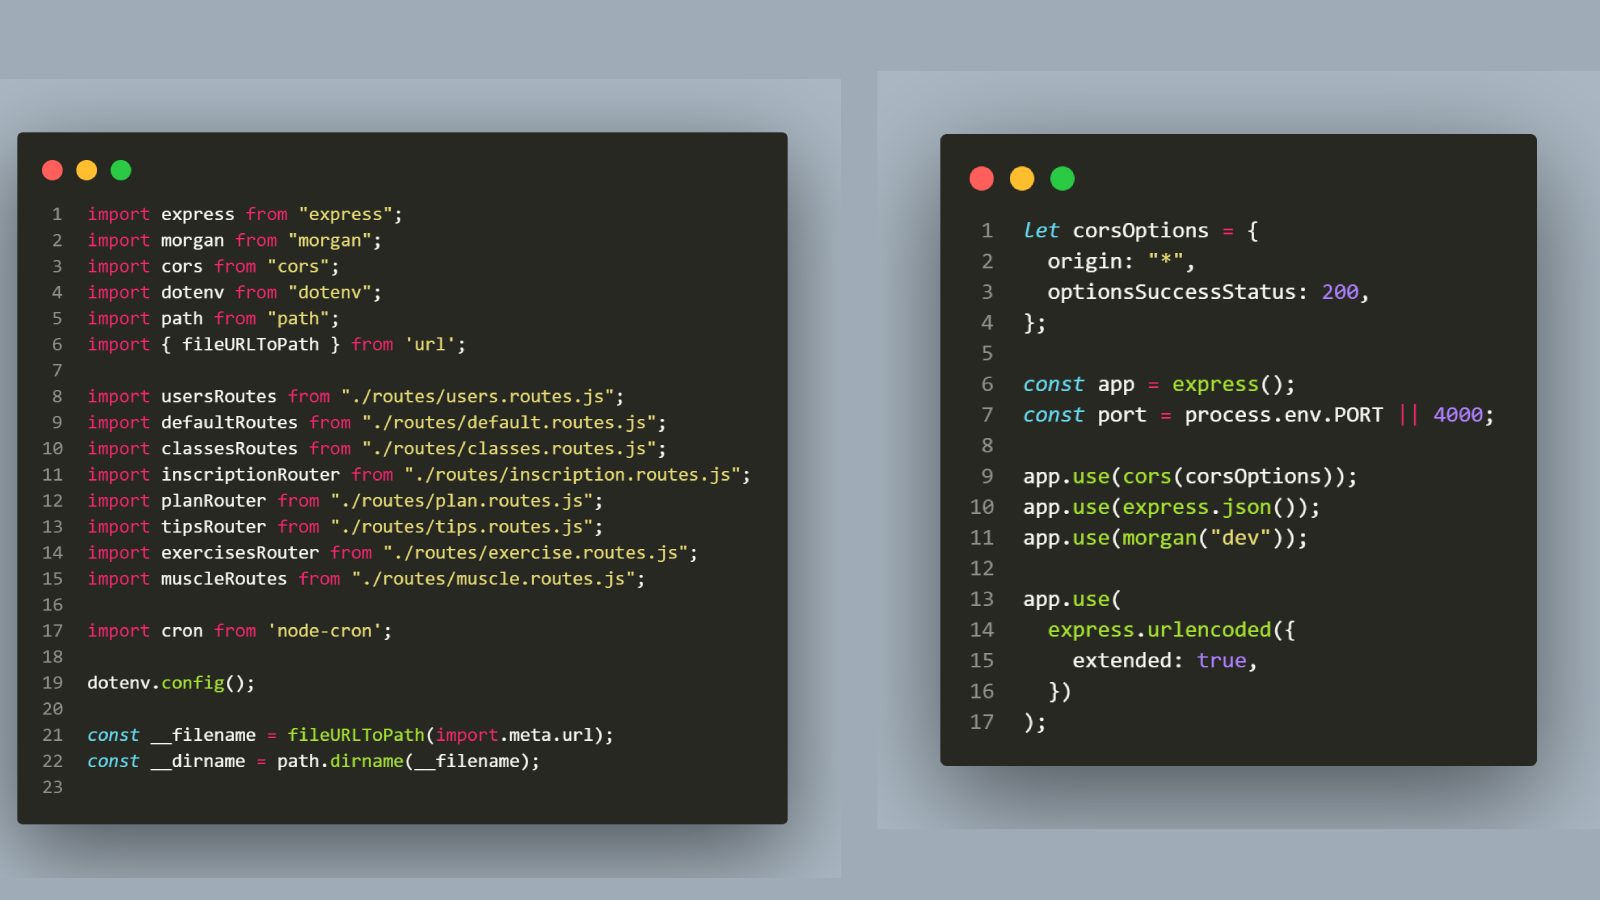 1 import express from "express";
2 import morgan from "morgan";
3 import cors from "cors";
4 import dotenv from "dotenv";
5 import path from "path";
6 import { fileURLToPath } from 'url';
7
8 import usersRoutes from "./routes/users.routes.js";
9 import defaultRoutes from "./routes/default.routes.js";
10 import classesRoutes from "./routes/classes.routes.js";
11 import inscriptionRouter from "./routes/inscription.routes.js";
12 import planRouter from "./routes/plan.routes.js";
13 import tipsRouter from "./routes/tips.routes.js";
14 import exercisesRouter from "./routes/exercise.routes.js";
15 import muscleRoutes from "./routes/muscle.routes.js";
16
17 import cron from 'node-cron';
18
19 dotenv.config();
20
21 const __filename = fileURLToPath(import.meta.url);
22 const __dirname = path.dirname(__filename);
23
1 let corsOptions = {
2   origin: "*",
3   optionsSuccessStatus: 200,
4 };
5
6 const app = express();
7 const port = process.env.PORT || 4000;
8
9 app.use(cors(corsOptions));
10 app.use(express.json());
11 app.use(morgan("dev"));
12
13 app.use(
14   express.urlencoded({
15     extended: true,
16   })
17 );